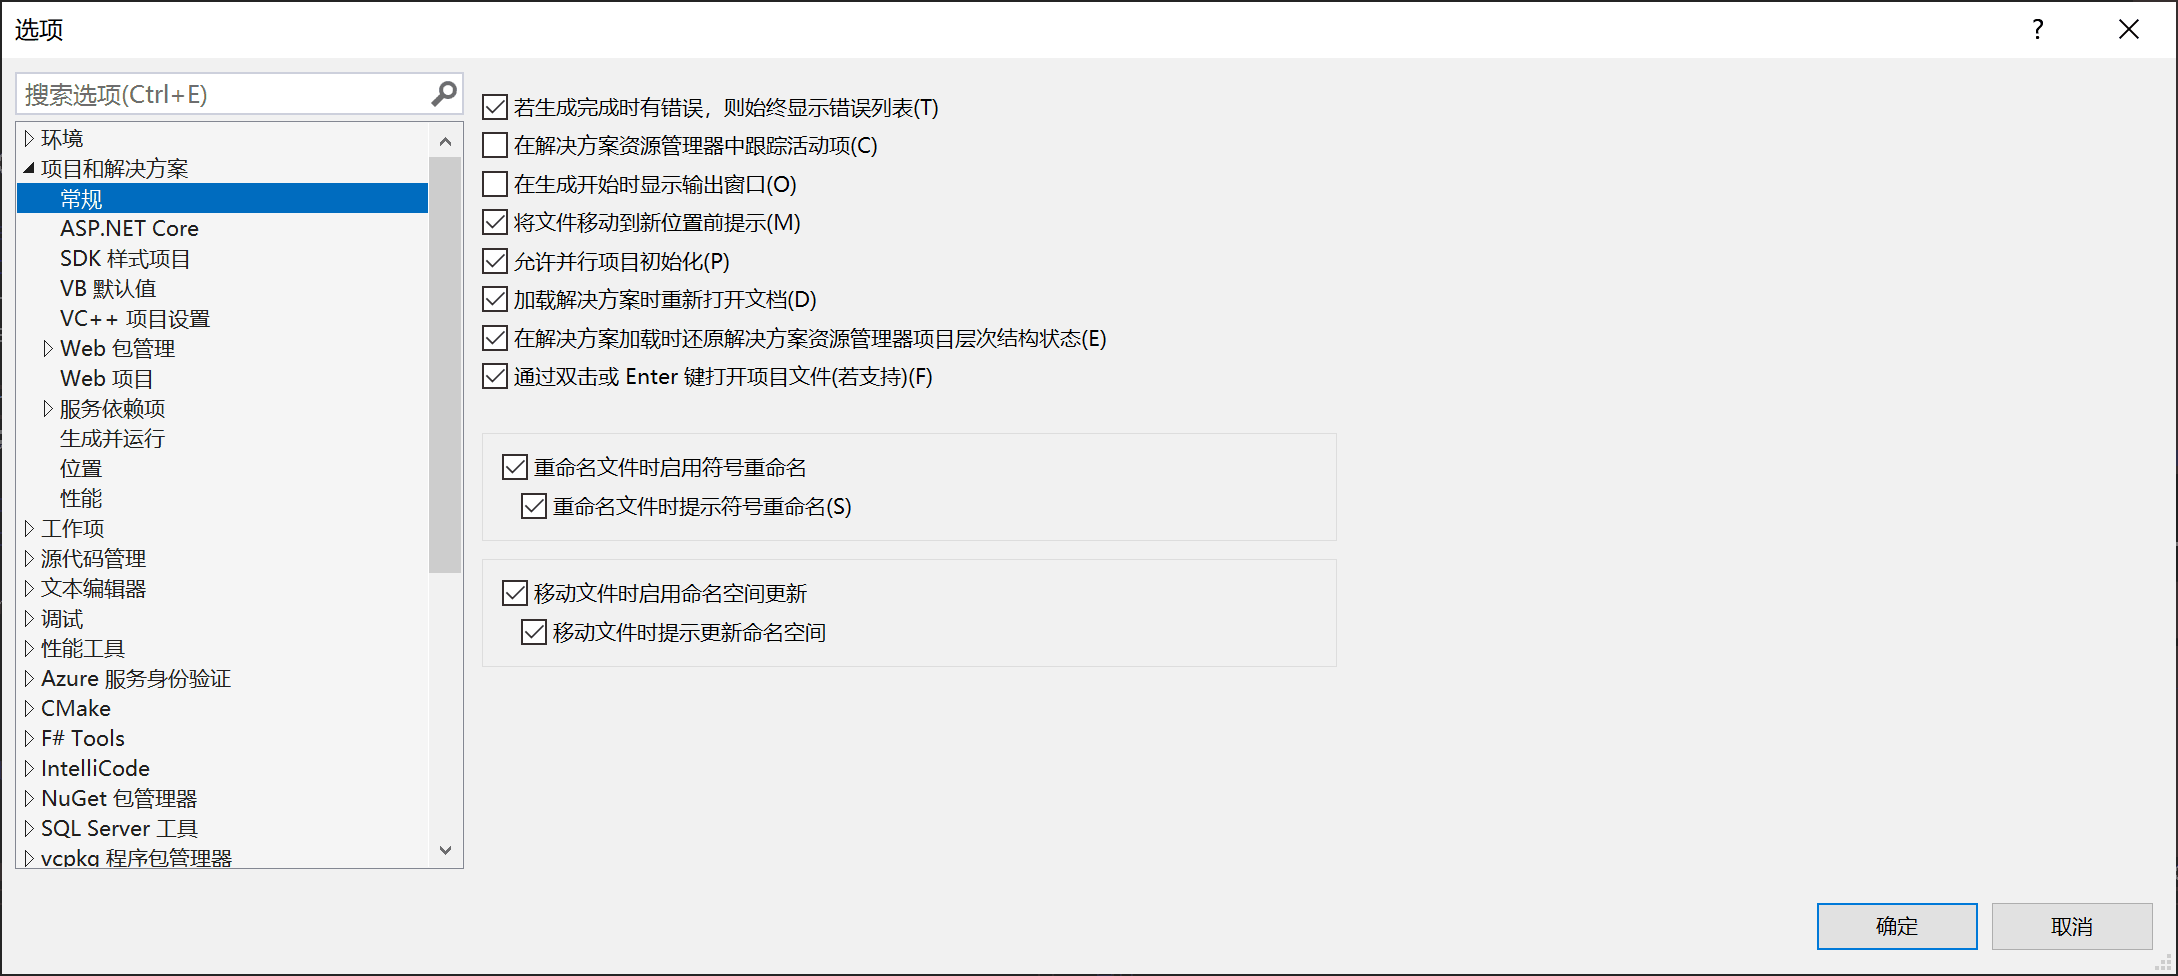 选项
搜索选项(Ctrl+E)
环境
项目和解决方案
常规
ASP.NET Core
SDK 样式项目
VB 默认值
VC++ 项目设置
Web 包管理
Web 项目
服务依赖项
生成并运行
位置
性能
工作项
源代码管理
文本编辑器
调试
性能工具
Azure 服务身份验证
CMake
F# Tools
IntelliCode
NuGet 包管理器
SQL Server 工具
vcpkg 程序包管理器
若生成完成时有错误，则始终显示错误列表(T)
在解决方案资源管理器中跟踪活动项(C)
在生成开始时显示输出窗口(O)
将文件移动到新位置前提示(M)
允许并行项目初始化(P)
加载解决方案时重新打开文档(D)
在解决方案加载时还原解决方案资源管理器项目层次结构状态(E)
通过双击或 Enter 键打开项目文件(若支持)(F)
重命名文件时启用符号重命名
重命名文件时提示符号重命名(S)
移动文件时启用命名空间更新
移动文件时提示更新命名空间
确定
取消